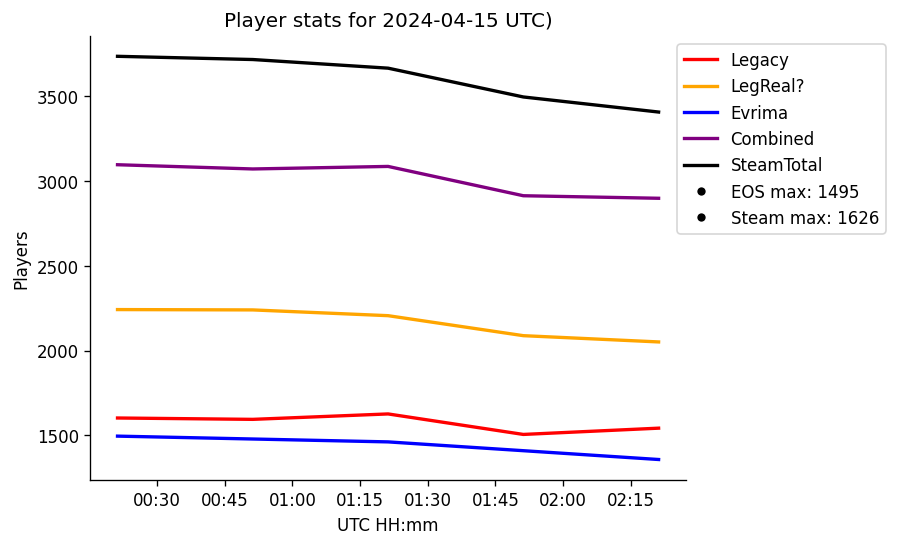 Player stats for 2024-04-15 UTC)
Players
3500
3000
2500
2000
1500
00:30 00:45 01:00 01:15 01:30 01:45 02:00 02:15
UTC HH:mm
Legacy
LegReal?
Evrima
Combined
SteamTotal
EOS max: 1495
Steam max: 1626